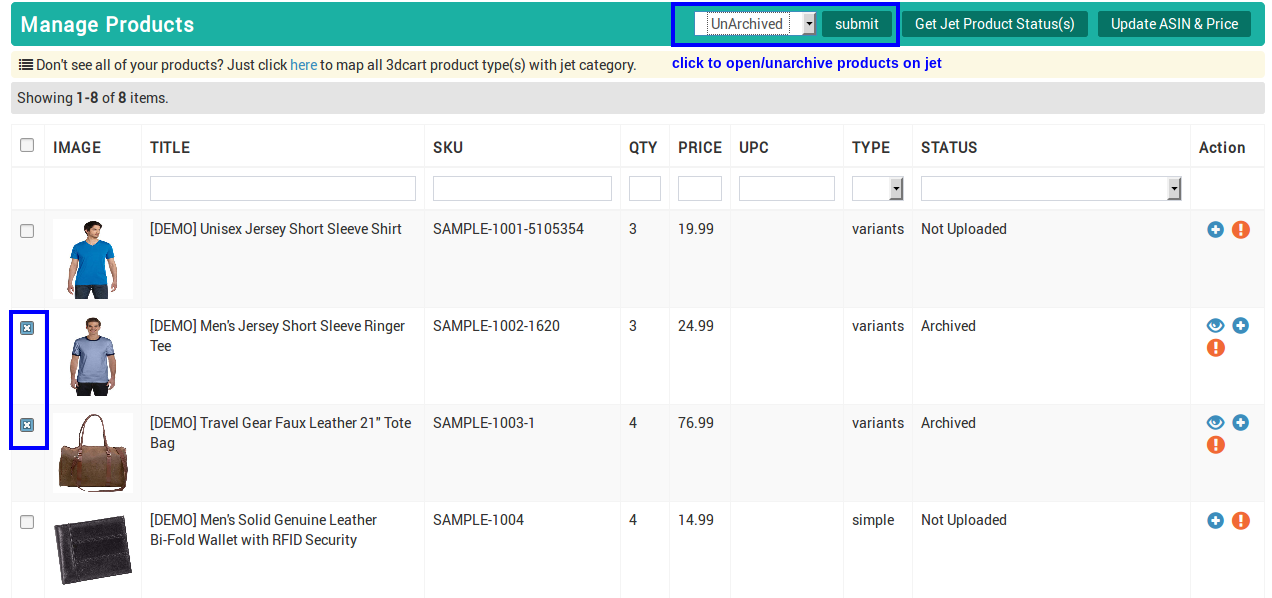 Manage Products UnArchived submit Get Jet Product Status(s) Update ASIN & Price
Don't see all of your products? Just click here to map all 3dcart product type(s) with jet category. click to open/unarchive products on jet
Showing 1-8 of 8 items.
IMAGE TITLE SKU QTY PRICE UPC TYPE STATUS Action
[DEMO] Unisex Jersey Short Sleeve Shirt SAMPLE-1001-5105354 3 19.99 variants Not Uploaded
[DEMO] Men's Jersey Short Sleeve Ringer SAMPLE-1002-1620 3 24.99 variants Archived
Tee
[DEMO] Travel Gear Faux Leather 21" Tote SAMPLE-1003-1 4 76.99 variants Archived
Bag
[DEMO] Men's Solid Genuine Leather SAMPLE-1004 4 14.99 simple Not Uploaded
Bi-Fold Wallet with RFID Security